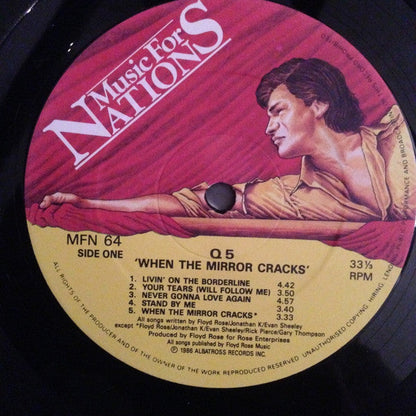 Music For
NATIONS
MFN 64
SIDE ONE
Q5
'WHEN THE MIRROR CRACKS'
33⅓
RPM
1. LIVIN' ON THE BORDERLINE 4.42
2. YOUR TEARS (WILL FOLLOW ME) 3.50
3. NEVER GONNA LOVE AGAIN 4.57
4. STAND BY ME 3.40
5. WHEN THE MIRROR CRACKS* 3.33
All songs written by Floyd Rose/Jonathan K/Evan Sheeley
except *Floyd Rose/Jonathan K/Evan Sheeley/Rick Pierce/Gary Thompson
Produced by Floyd Rose for Rose Enterprises
All songs published by Floyd Rose Music
℗ 1986 ALBATROSS RECORDS INC.
ALL RIGHTS OF THE PRODUCER AND OF THE OWNER OF THE WORK REPRODUCED RESERVED UNAUTHORISED COPYING, HIRING, LENDING,